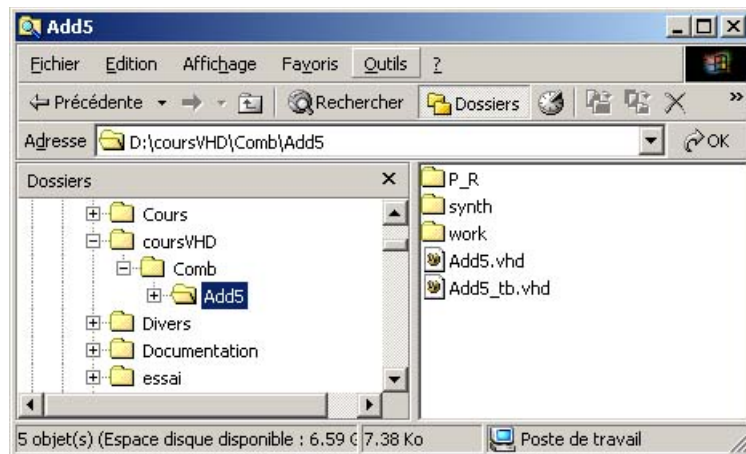 Add5
Fichier Edition Affichage Favoris Outils ?
Précédente Rechercher Dossiers »
Adresse D:\coursVHD\Comb\Add5 OK
Dossiers
Cours
coursVHD
Comb
Add5
Divers
Documentation
essai
P_R
synth
work
Add5.vhd
Add5_tb.vhd
5 objet(s) (Espace disque disponible : 6.59 7.38 Ko Poste de travail